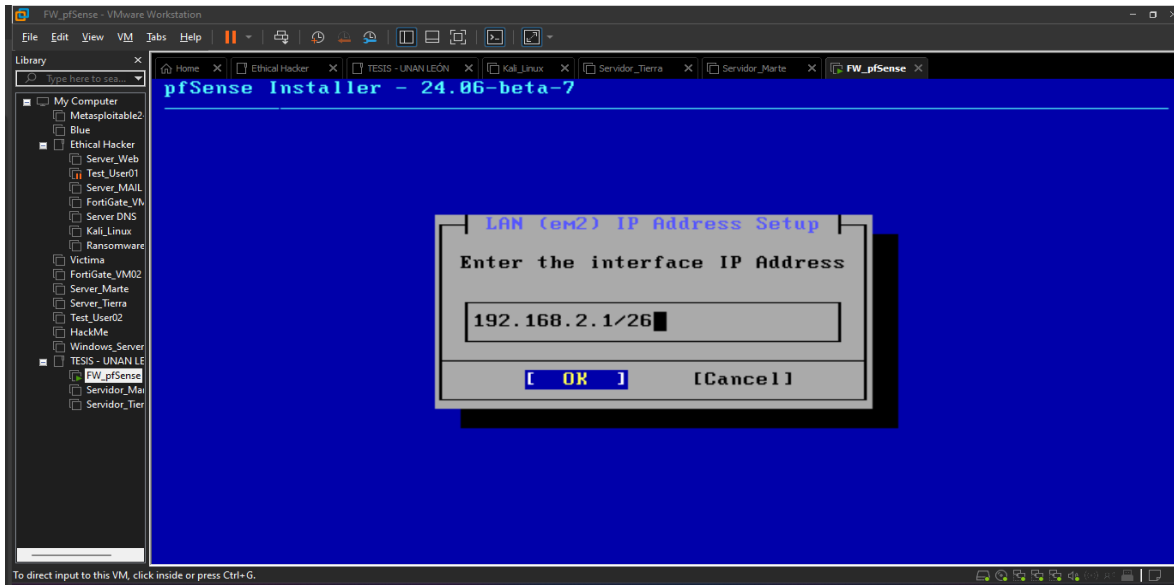 FW_pfSense - VMware Workstation
File Edit View VM Tabs Help
Library
Type here to sea...
Home Ethical Hacker TESIS - UNAN LEÓN Kali_Linux Servidor_Tierra Servidor_Marte FW_pfSense
My Computer
Metasploitable2-
Blue
Ethical Hacker
Server_Web
Test_User01
Server_MAIL
FortiGate_VM
Server DNS
Kali_Linux
Ransomware
Victima
FortiGate_VM02
Server_Marte
Server_Tierra
Test_User02
HackMe
Windows_Server
TESIS - UNAN LE
FW_pfSense
Servidor_Mar
Servidor_Tier
pfSense Installer - 24.06-beta-7
LAN (em2) IP Address Setup
Enter the interface IP Address
192.168.2.1/26
[ OK ] [Cancel]
To direct input to this VM, click inside or press Ctrl+G.